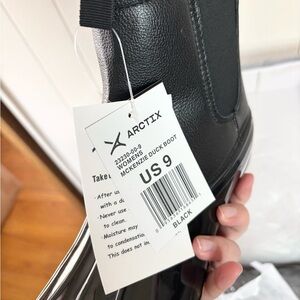 ARCTIX
23230-00-9
WOMENS
MCKENZIE DUCK BOOT
US 9
BLACK
Take
After us
with a d
Never use
to clean.
Moisture may
to condensatio
This does not in